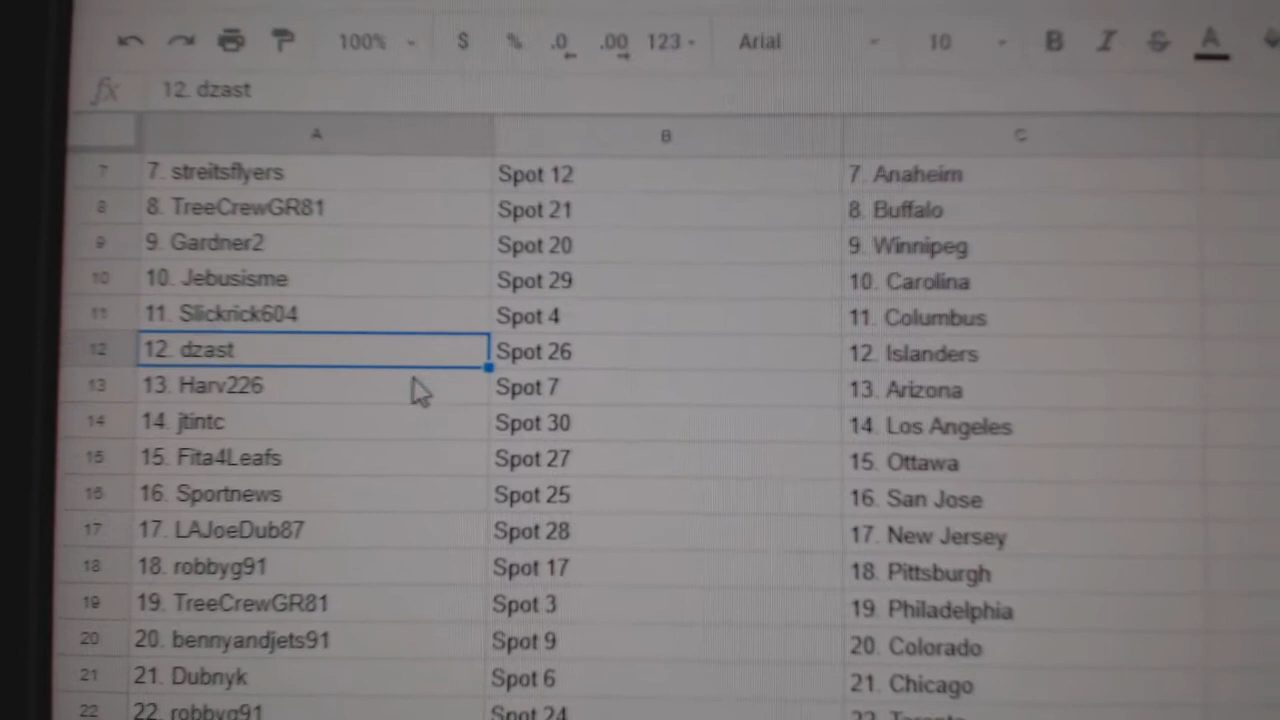 100% $ % .0 .00 123 Arial 10 B I S A
fx 12. dzast
A B C
7 7. streitsflyers Spot 12 7. Anaheim
8 8. TreeCrewGR81 Spot 21 8. Buffalo
9 9. Gardner2 Spot 20 9. Winnipeg
10 10. Jebusisme Spot 29 10. Carolina
11 11. Slickrick604 Spot 4 11. Columbus
12 12. dzast Spot 26 12. Islanders
13 13. Harv226 Spot 7 13. Arizona
14 14. jtintc Spot 30 14. Los Angeles
15 15. Fita4Leafs Spot 27 15. Ottawa
16 16. Sportnews Spot 25 16. San Jose
17 17. LAJoeDub87 Spot 28 17. New Jersey
18 18. robbyg91 Spot 17 18. Pittsburgh
19 19. TreeCrewGR81 Spot 3 19. Philadelphia
20 20. bennyandjets91 Spot 9 20. Colorado
21 21. Dubnyk Spot 6 21. Chicago
22 22. robbyg91 Spot 24 22. Toronto